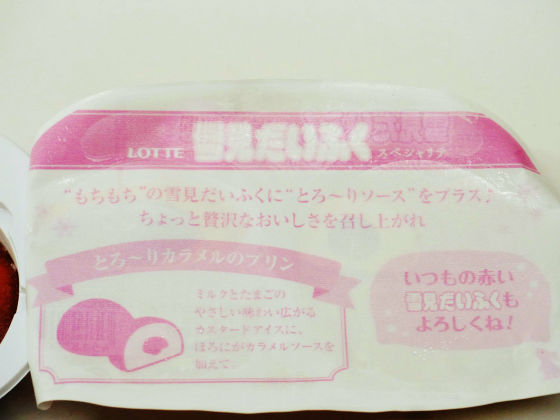 LOTTE 雪見だいふく スペシャリテ
“もちもち”の雪見だいふくに“とろ〜りソース”をプラス♪
ちょっと贅沢なおいしさを召し上がれ
とろ〜りカラメルのプリン
ミルクとたまごの
やさしい味わい広がる
カスタードアイスに、
ほろにがカラメルソースを
加えて。
いつもの赤い
雪見だいふくも
よろしくね!